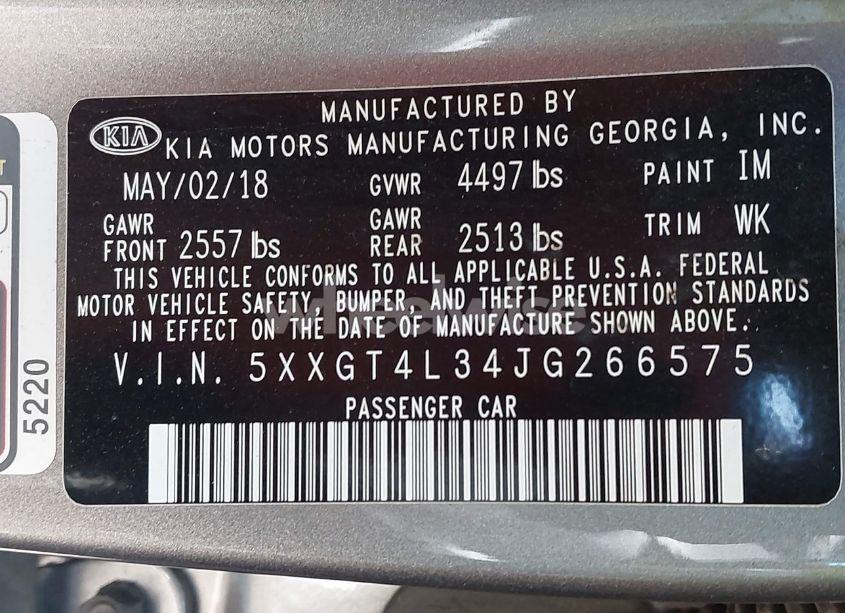 MANUFACTURED BY
KIA KIA MOTORS MANUFACTURING GEORGIA, INC.
MAY/02/18 GVWR 4497 lbs PAINT IM
GAWR FRONT 2557 lbs GAWR REAR 2513 lbs TRIM WK
THIS VEHICLE CONFORMS TO ALL APPLICABLE U.S.A. FEDERAL
MOTOR VEHICLE SAFETY, BUMPER, AND THEFT PREVENTION STANDARDS
IN EFFECT ON THE DATE OF MANUFACTURE SHOWN ABOVE.
V.I.N. 5XXGT4L34JG266575
PASSENGER CAR
5220